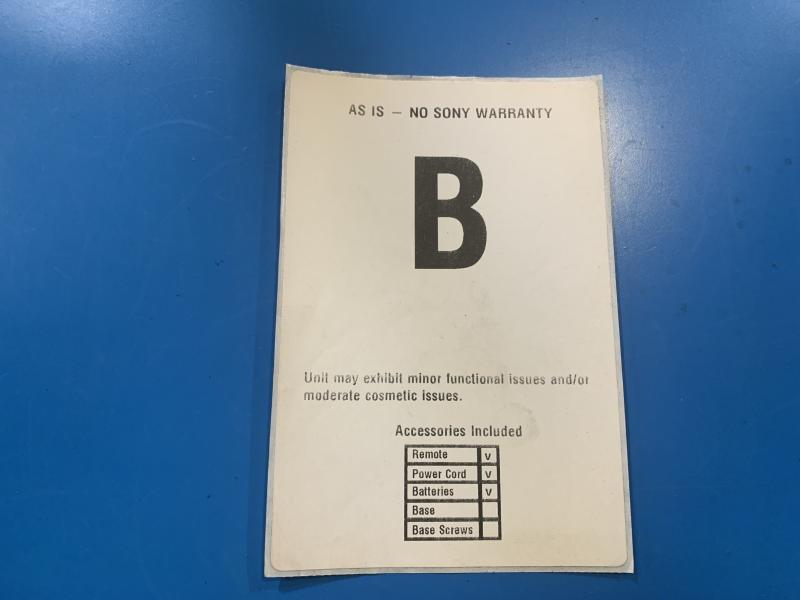 AS IS – NO SONY WARRANTY
B
Unit may exhibit minor functional issues and/or
moderate cosmetic issues.
Accessories Included
Remote v
Power Cord v
Batteries v
Base
Base Screws